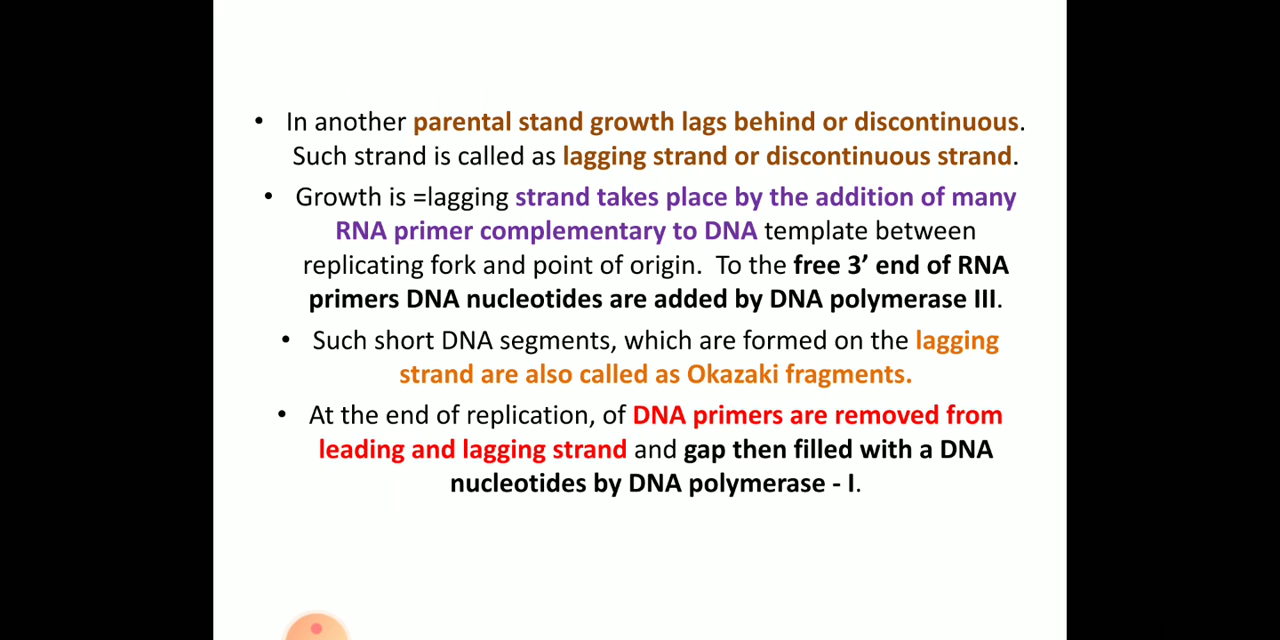 • In another parental stand growth lags behind or discontinuous.
Such strand is called as lagging strand or discontinuous strand.
• Growth is =lagging strand takes place by the addition of many
RNA primer complementary to DNA template between
replicating fork and point of origin. To the free 3’ end of RNA
primers DNA nucleotides are added by DNA polymerase III.
• Such short DNA segments, which are formed on the lagging
strand are also called as Okazaki fragments.
• At the end of replication, of DNA primers are removed from
leading and lagging strand and gap then filled with a DNA
nucleotides by DNA polymerase - I.